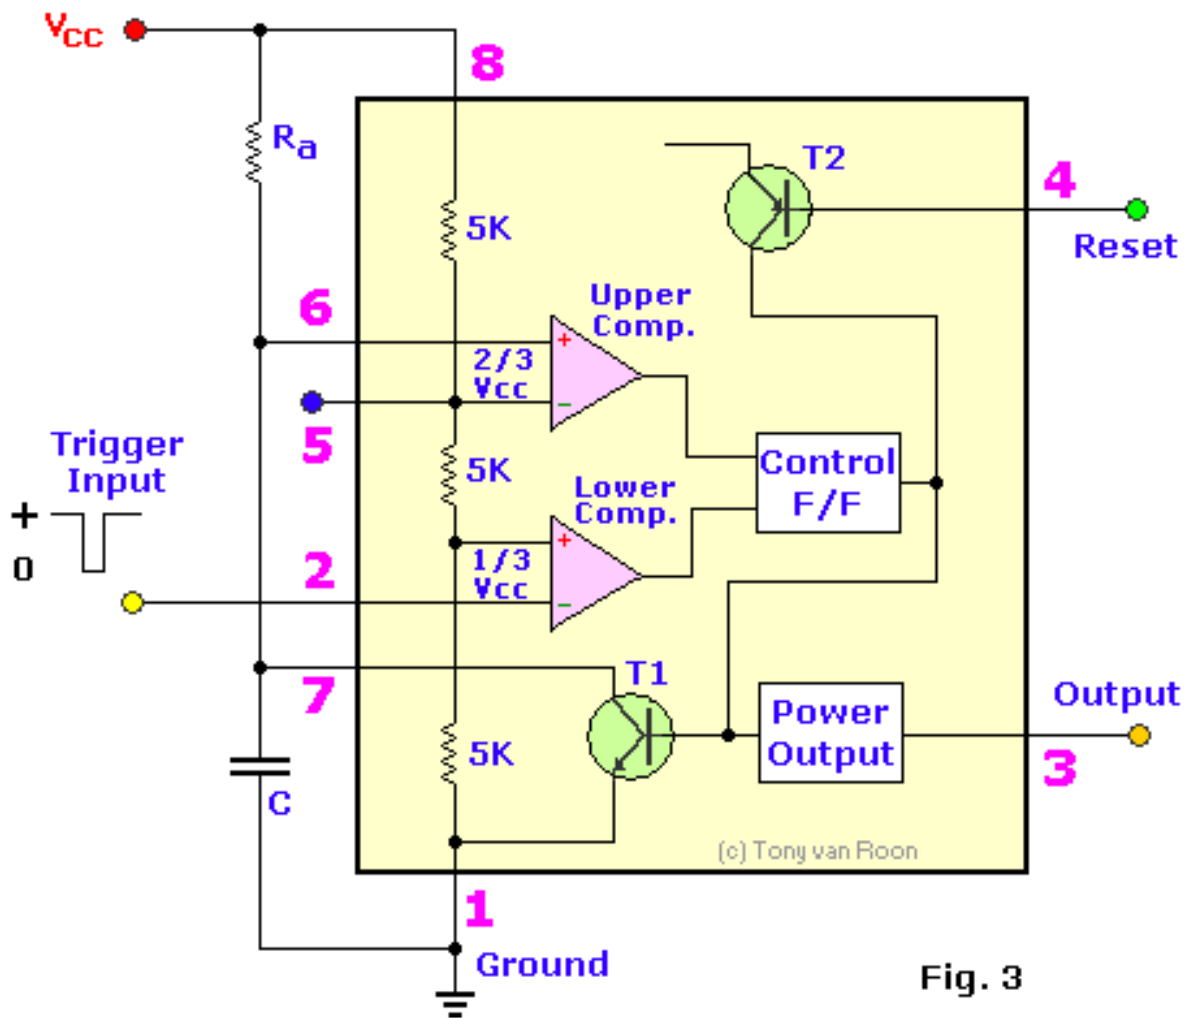 VCC
8
Ra
T2
4
5K
Reset
6
Upper
Comp.
+
2/3
Vcc
−
5
Trigger
Input
5K
Control
F/F
Lower
Comp.
+
0
+
1/3
Vcc
−
2
T1
7
Output
Power
Output
5K
3
C
(c) Tony van Roon
1
Ground
Fig. 3